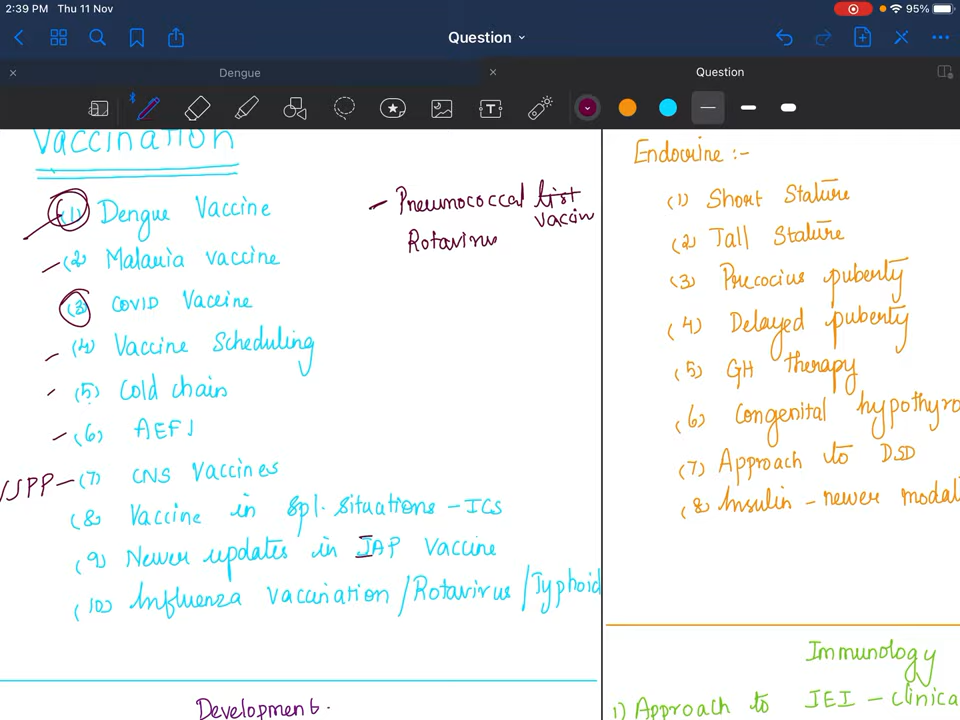 2:39 PM Thu 11 Nov
95%
Question
Dengue
Question
Vaccination
(1) Dengue Vaccine
(2) Malaria vaccine
(3) COVID Vaccine
(4) Vaccine Scheduling
(5) Cold chain
(6) AEFI
(7) CNS Vaccines
(8) Vaccine in Spl. Situations - ICS
(9) Newer updates in IAP Vaccine
(10) Influenza Vaccination / Rotavirus / Typhoid
- Pneumococcal list
vaccin
Rotavirus
SPP
Endocrine :-
(1) Short Stature
(2) Tall Stature
(3) Precocius puberty
(4) Delayed puberty
(5) GH therapy
(6) Congenital hypothyro
(7) Approach to DSD
(8) Insulin - newer modal
Development.
Immunology
1) Approach to IEI - clinica